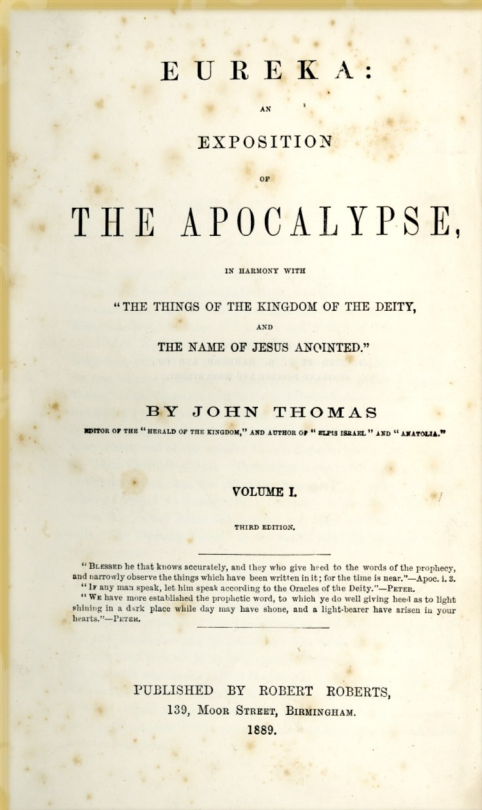 EUREKA:
AN
EXPOSITION
OF
THE APOCALYPSE,
IN HARMONY WITH
“THE THINGS OF THE KINGDOM OF THE DEITY,
AND
THE NAME OF JESUS ANOINTED.”
BY JOHN THOMAS
EDITOR OF THE “HERALD OF THE KINGDOM,” AND AUTHOR OF “ELPIS ISRAEL” AND “ANATOLIA.”
VOLUME I.
THIRD EDITION.
“BLESSED he that knows accurately, and they who give heed to the words of the prophecy,
and narrowly observe the things which have been written in it; for the time is near.”—Apoc. i. 3.
“IF any man speak, let him speak according to the Oracles of the Deity.”—PETER.
“WE have more established the prophetic word, to which ye do well giving heed as to light
shining in a dark place while day may have shone, and a light-bearer have arisen in your
hearts.”—PETER.
PUBLISHED BY ROBERT ROBERTS,
139, MOOR STREET, BIRMINGHAM.
1889.